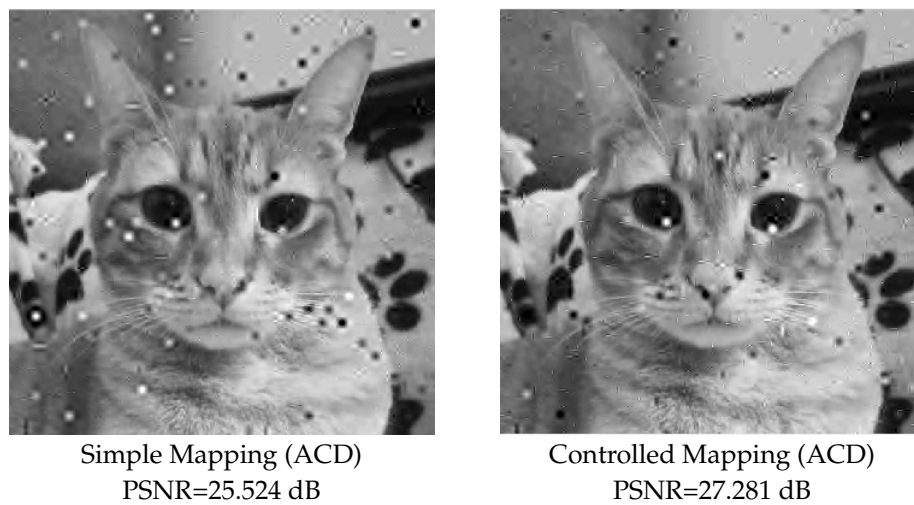 Simple Mapping (ACD)
PSNR=25.524 dB
Controlled Mapping (ACD)
PSNR=27.281 dB